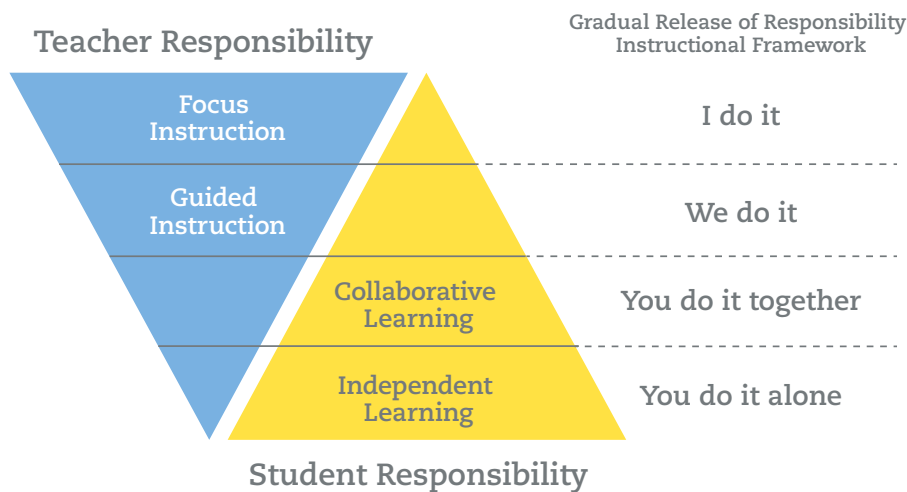 Teacher Responsibility
Gradual Release of Responsibility
Instructional Framework
Focus
Instruction
I do it
Guided
Instruction
We do it
Collaborative
Learning
You do it together
Independent
Learning
You do it alone
Student Responsibility